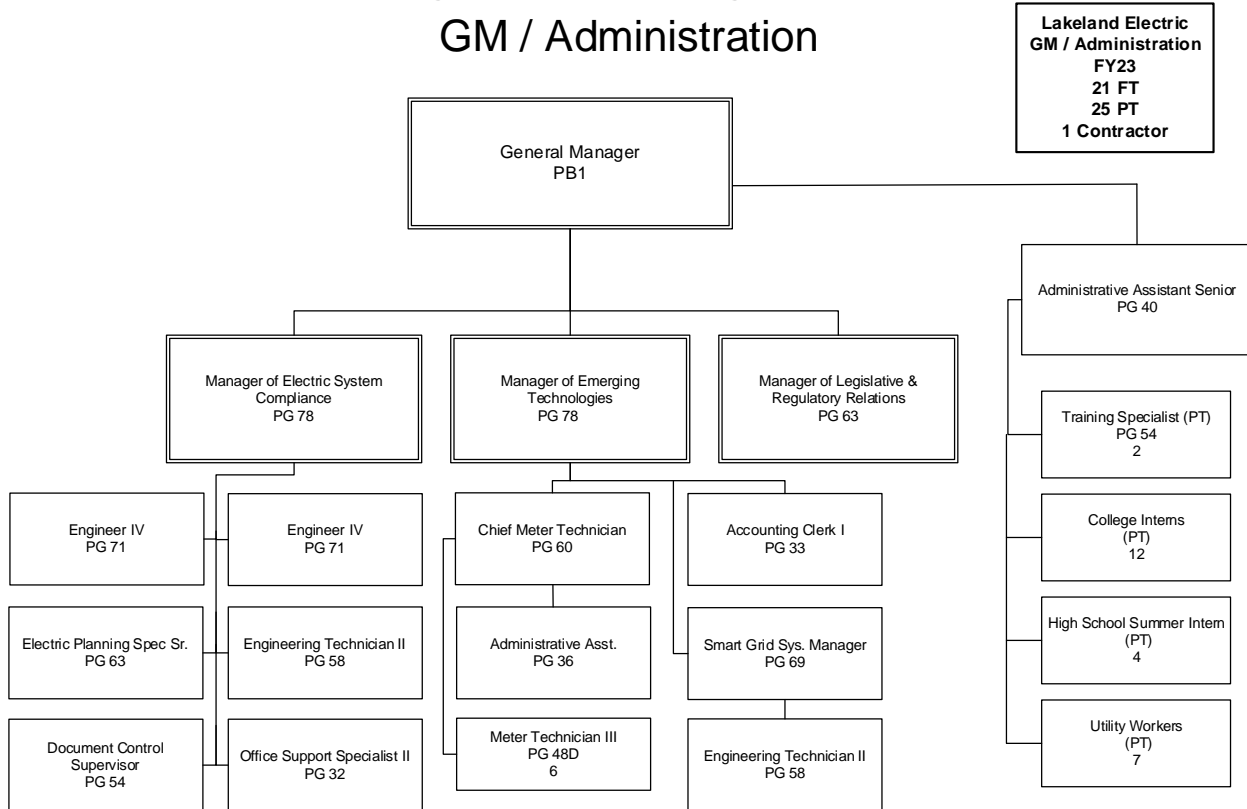 GM / Administration
Lakeland Electric
GM / Administration
FY23
21 FT
25 PT
1 Contractor
General Manager
PB1
Administrative Assistant Senior
PG 40
Manager of Electric System
Compliance
PG 78
Manager of Emerging
Technologies
PG 78
Manager of Legislative &
Regulatory Relations
PG 63
Training Specialist (PT)
PG 54
2
Engineer IV
PG 71
Engineer IV
PG 71
Chief Meter Technician
PG 60
Accounting Clerk I
PG 33
College Interns
(PT)
12
Electric Planning Spec Sr.
PG 63
Engineering Technician II
PG 58
Administrative Asst.
PG 36
Smart Grid Sys. Manager
PG 69
High School Summer Intern
(PT)
4
Document Control
Supervisor
PG 54
Office Support Specialist II
PG 32
Meter Technician III
PG 48D
6
Engineering Technician II
PG 58
Utility Workers
(PT)
7